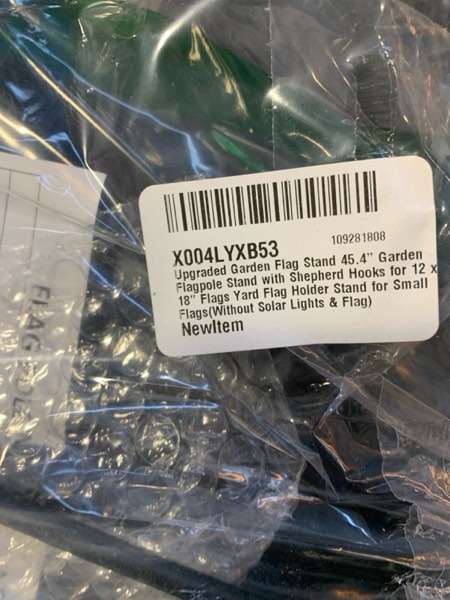 X004LYXB53
109281808
Upgraded Garden Flag Stand 45.4" Garden
Flagpole Stand with Shepherd Hooks for 12 x
18" Flags Yard Flag Holder Stand for Small
Flags(Without Solar Lights & Flag)
NewItem
FLAG